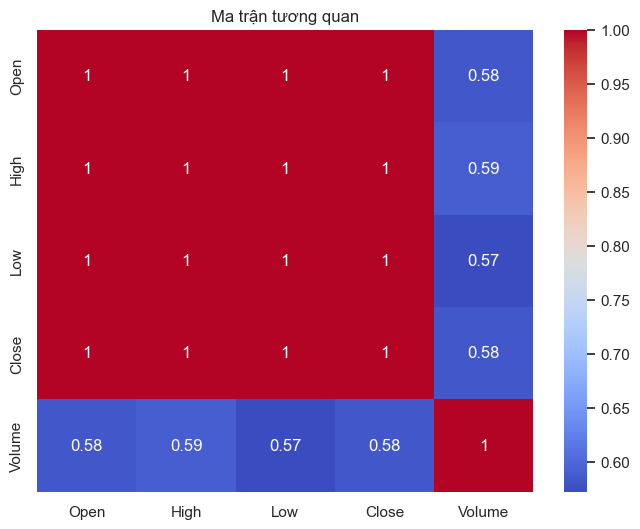 Ma trận tương quan
Open 1 1 1 1 0.58
High 1 1 1 1 0.59
Low 1 1 1 1 0.57
Close 1 1 1 1 0.58
Volume 0.58 0.59 0.57 0.58 1
Open High Low Close Volume
1.00
0.95
0.90
0.85
0.80
0.75
0.70
0.65
0.60